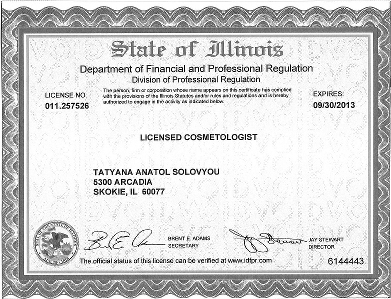 State of Illinois
Department of Financial and Professional Regulation
Division of Professional Regulation
LICENSE NO.
011.257526
The person, firm or corporation whose name appears on this certificate has complied
with the provisions of the Illinois Statutes and/or rules and regulations and is hereby
authorized to engage in the activity as indicated below.
EXPIRES:
09/30/2013
LICENSED COSMETOLOGIST
TATYANA ANATOL SOLOVYOU
5300 ARCADIA
SKOKIE, IL 60077
BRENT E. ADAMS
SECRETARY
JAY STEWART
DIRECTOR
The official status of this license can be verified at www.idfpr.com
6144443